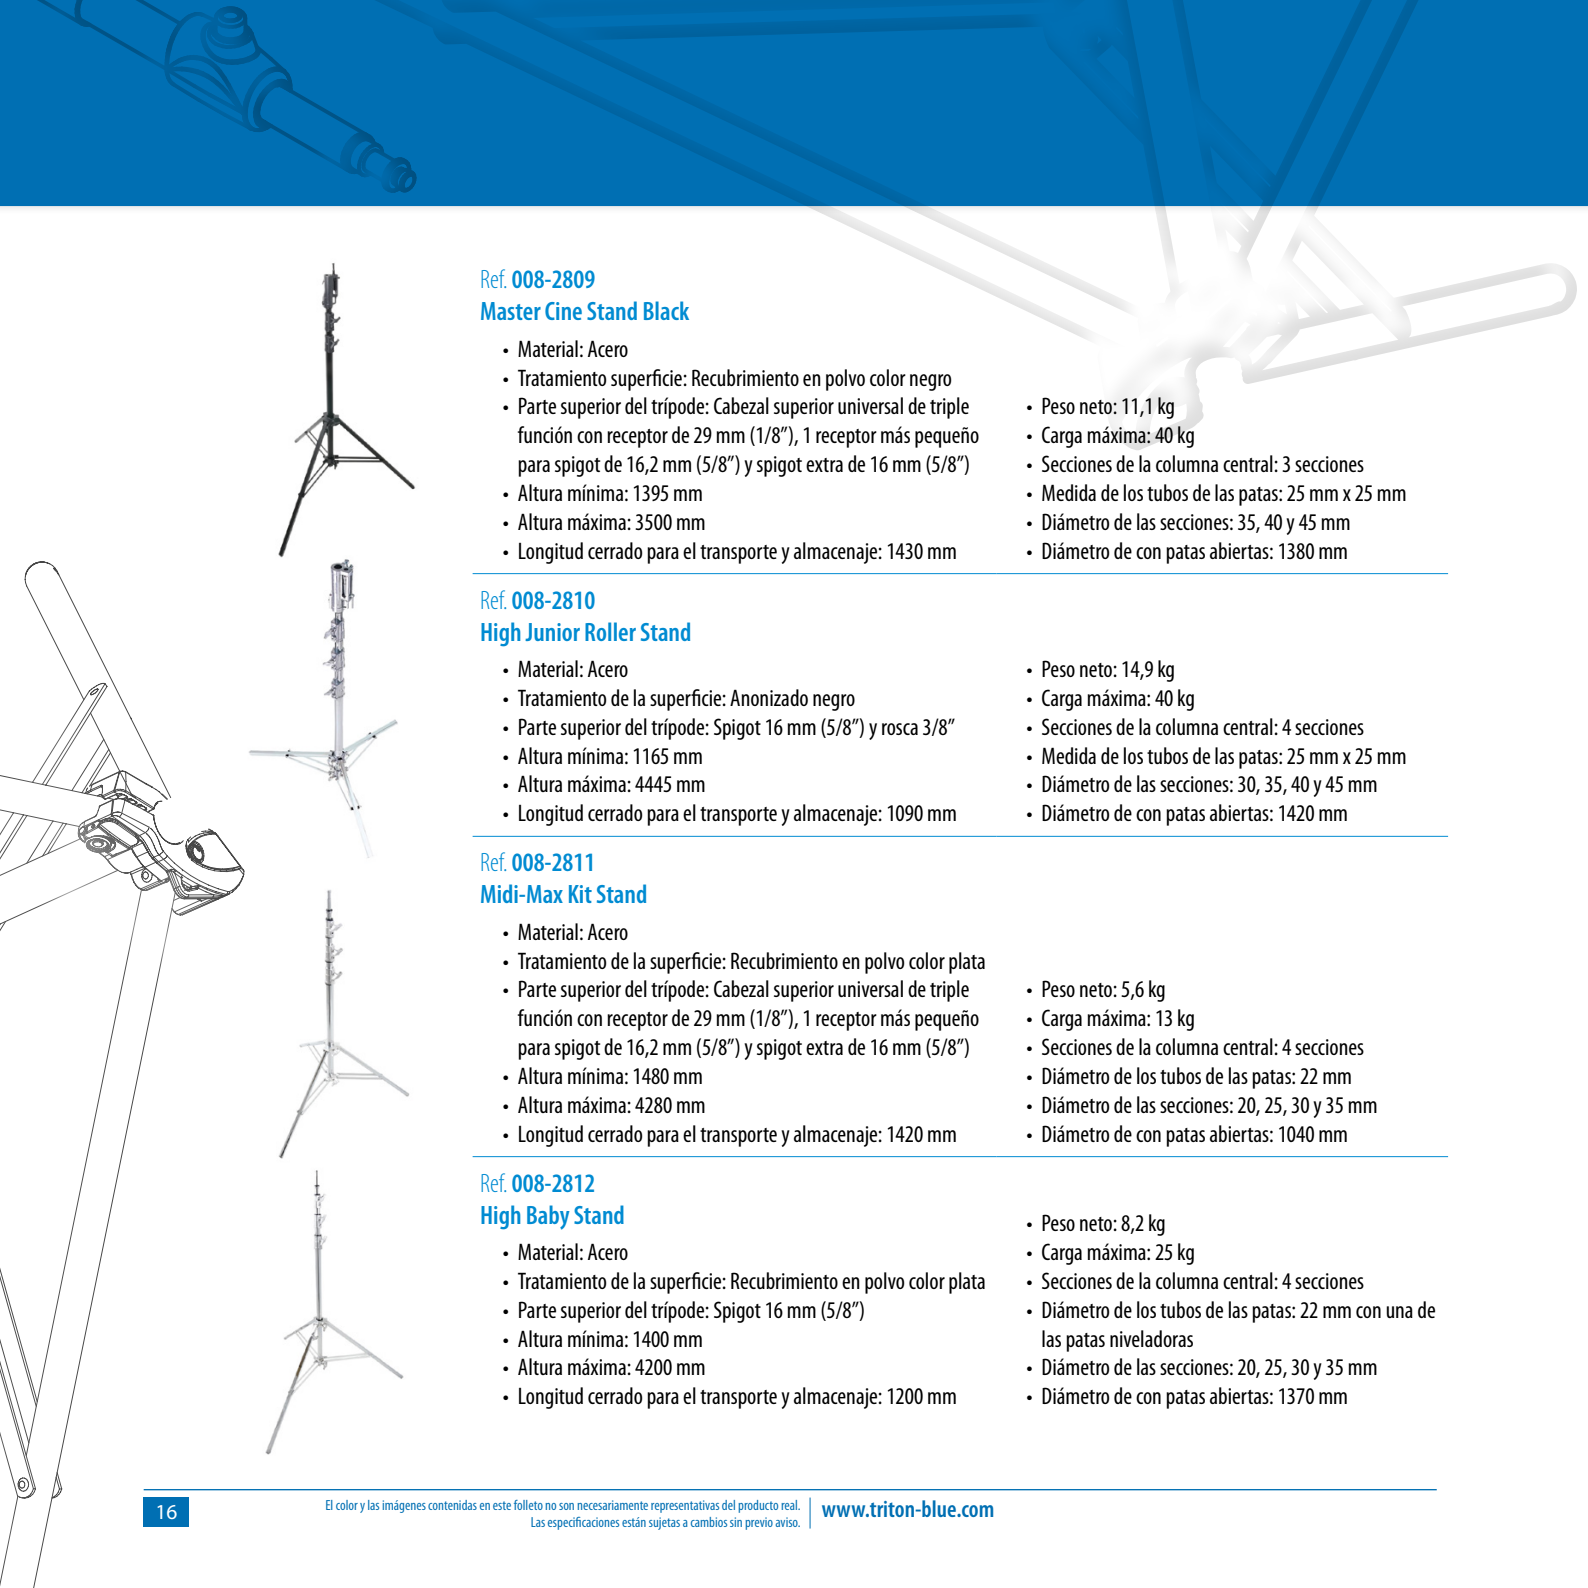 Ref. 008-2809
Master Cine Stand Black
• Material: Acero
• Tratamiento superficie: Recubrimiento en polvo color negro
• Parte superior del trípode: Cabezal superior universal de triple
función con receptor de 29 mm (1/8”), 1 receptor más pequeño
para spigot de 16,2 mm (5/8”) y spigot extra de 16 mm (5/8”)
• Altura mínima: 1395 mm
• Altura máxima: 3500 mm
• Longitud cerrado para el transporte y almacenaje: 1430 mm
• Peso neto: 11,1 kg
• Carga máxima: 40 kg
• Secciones de la columna central: 3 secciones
• Medida de los tubos de las patas: 25 mm x 25 mm
• Diámetro de las secciones: 35, 40 y 45 mm
• Diámetro de con patas abiertas: 1380 mm
Ref. 008-2810
High Junior Roller Stand
• Material: Acero
• Tratamiento de la superficie: Anonizado negro
• Parte superior del trípode: Spigot 16 mm (5/8”) y rosca 3/8”
• Altura mínima: 1165 mm
• Altura máxima: 4445 mm
• Longitud cerrado para el transporte y almacenaje: 1090 mm
• Peso neto: 14,9 kg
• Carga máxima: 40 kg
• Secciones de la columna central: 4 secciones
• Medida de los tubos de las patas: 25 mm x 25 mm
• Diámetro de las secciones: 30, 35, 40 y 45 mm
• Diámetro de con patas abiertas: 1420 mm
Ref. 008-2811
Midi-Max Kit Stand
• Material: Acero
• Tratamiento de la superficie: Recubrimiento en polvo color plata
• Parte superior del trípode: Cabezal superior universal de triple
función con receptor de 29 mm (1/8”), 1 receptor más pequeño
para spigot de 16,2 mm (5/8”) y spigot extra de 16 mm (5/8”)
• Altura mínima: 1480 mm
• Altura máxima: 4280 mm
• Longitud cerrado para el transporte y almacenaje: 1420 mm
• Peso neto: 5,6 kg
• Carga máxima: 13 kg
• Secciones de la columna central: 4 secciones
• Diámetro de los tubos de las patas: 22 mm
• Diámetro de las secciones: 20, 25, 30 y 35 mm
• Diámetro de con patas abiertas: 1040 mm
Ref. 008-2812
High Baby Stand
• Material: Acero
• Tratamiento de la superficie: Recubrimiento en polvo color plata
• Parte superior del trípode: Spigot 16 mm (5/8”)
• Altura mínima: 1400 mm
• Altura máxima: 4200 mm
• Longitud cerrado para el transporte y almacenaje: 1200 mm
• Peso neto: 8,2 kg
• Carga máxima: 25 kg
• Secciones de la columna central: 4 secciones
• Diámetro de los tubos de las patas: 22 mm con una de
las patas niveladoras
• Diámetro de las secciones: 20, 25, 30 y 35 mm
• Diámetro de con patas abiertas: 1370 mm
16
El color y las imágenes contenidas en este folleto no son necesariamente representativas del producto real.
Las especificaciones están sujetas a cambios sin previo aviso.
www.triton-blue.com